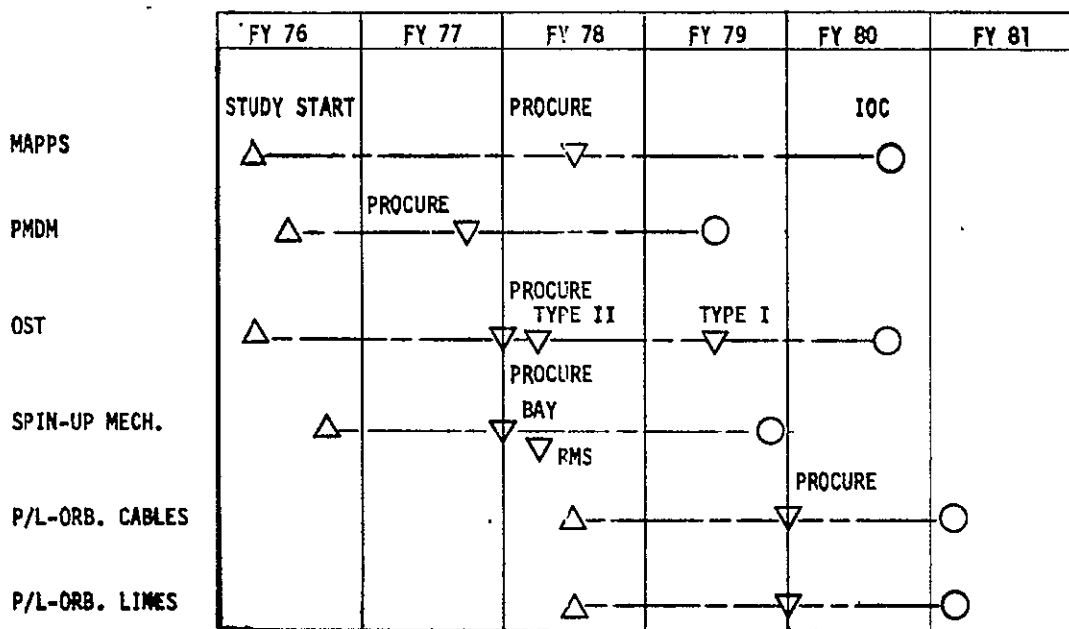 FY 76 FY 77 FY 78 FY 79 FY 80 FY 81
STUDY START PROCURE IOC
MAPPS
PROCURE
PMDM
PROCURE
OST TYPE II TYPE I
PROCURE
SPIN-UP MECH. BAY
RMS
PROCURE
P/L-ORB. CABLES
P/L-ORB. LINES